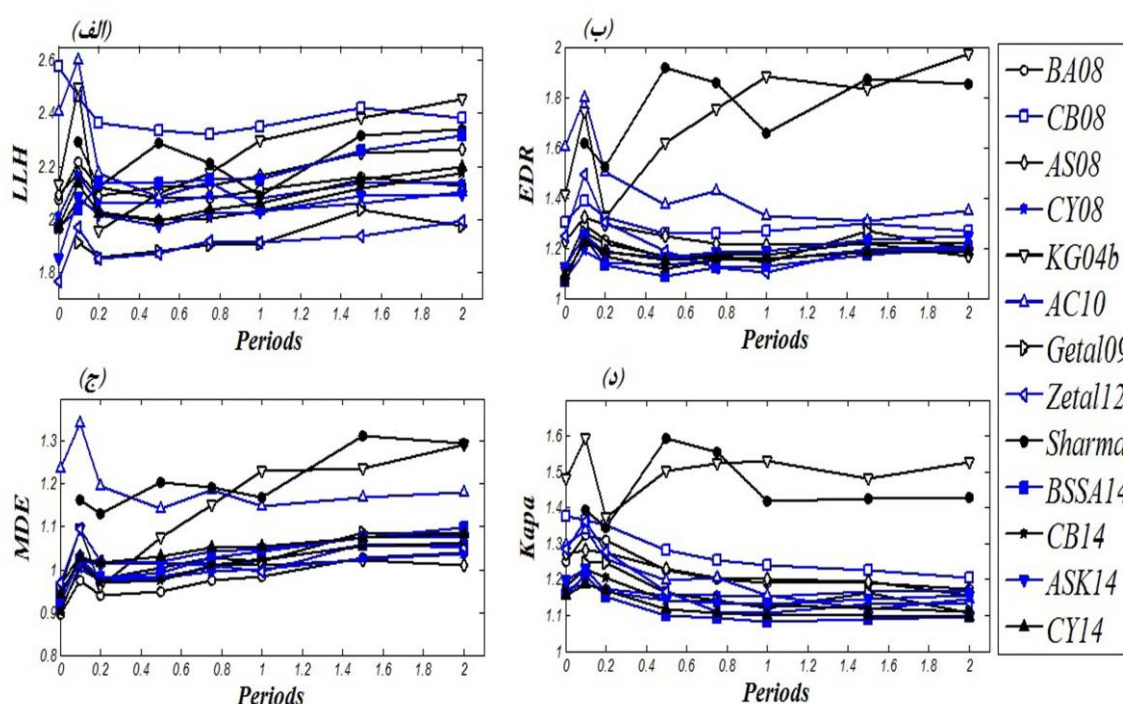 (الف)
LLH
2.6
2.4
2.2
2
1.8
0 0.2 0.4 0.6 0.8 1 1.2 1.4 1.6 1.8 2
Periods
(ب)
EDR
2
1.8
1.6
1.4
1.2
1
0 0.2 0.4 0.6 0.8 1 1.2 1.4 1.6 1.8 2
Periods
(ج)
MDE
1.3
1.2
1.1
1
0.9
0.8
0 0.2 0.4 0.6 0.8 1 1.2 1.4 1.6 1.8 2
Periods
(د)
Kapa
1.6
1.5
1.4
1.3
1.2
1.1
1
0 0.2 0.4 0.6 0.8 1 1.2 1.4 1.6 1.8 2
Periods
BA08
CB08
AS08
CY08
KG04b
AC10
Getal09
Zetal12
Sharma
BSSA14
CB14
ASK14
CY14